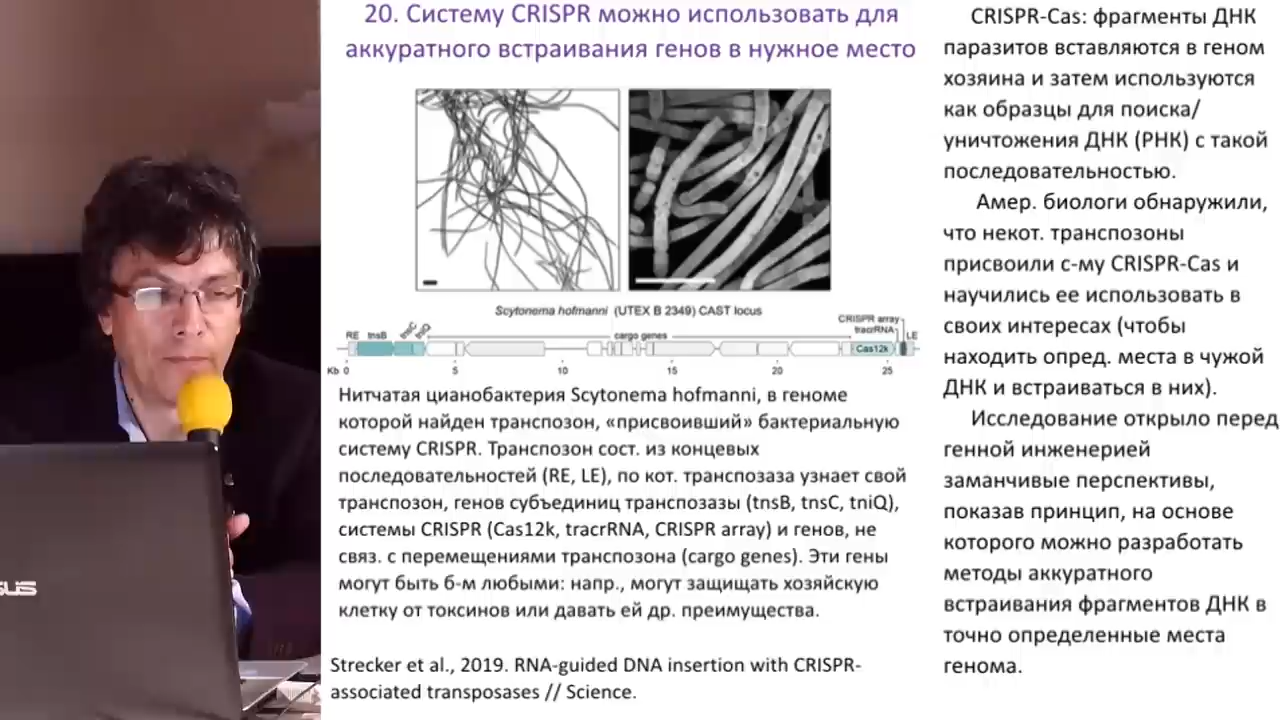 20. Систему CRISPR можно использовать для
аккуратного встраивания генов в нужное место
Scytonema hofmanni (UTEX B 2349) CAST locus
RE tnsB tnsC tniQ cargo genes CRISPR array
tracrRNA LE
Cas12k
Kb 0 5 10 15 20 25
Нитчатая цианобактерия Scytonema hofmanni, в геноме
которой найден транспозон, «присвоивший» бактериальную
систему CRISPR. Транспозон сост. из концевых
последовательностей (RE, LE), по кот. транспозаза узнает свой
транспозон, генов субъединиц транспозазы (tnsB, tnsC, tniQ),
системы CRISPR (Cas12k, tracrRNA, CRISPR array) и генов, не
связ. с перемещениями транспозона (cargo genes). Эти гены
могут быть б-м любыми: напр., могут защищать хозяйскую
клетку от токсинов или давать ей др. преимущества.
Strecker et al., 2019. RNA-guided DNA insertion with CRISPR-
associated transposases // Science.
CRISPR-Cas: фрагменты ДНК
паразитов вставляются в геном
хозяина и затем используются
как образцы для поиска/
уничтожения ДНК (РНК) с такой
последовательностью.
Амер. биологи обнаружили,
что некот. транспозоны
присвоили с-му CRISPR-Cas и
научились ее использовать в
своих интересах (чтобы
находить опред. места в чужой
ДНК и встраиваться в них).
Исследование открыло перед
генной инженерией
заманчивые перспективы,
показав принцип, на основе
которого можно разработать
методы аккуратного
встраивания фрагментов ДНК в
точно определенные места
генома.
SUS